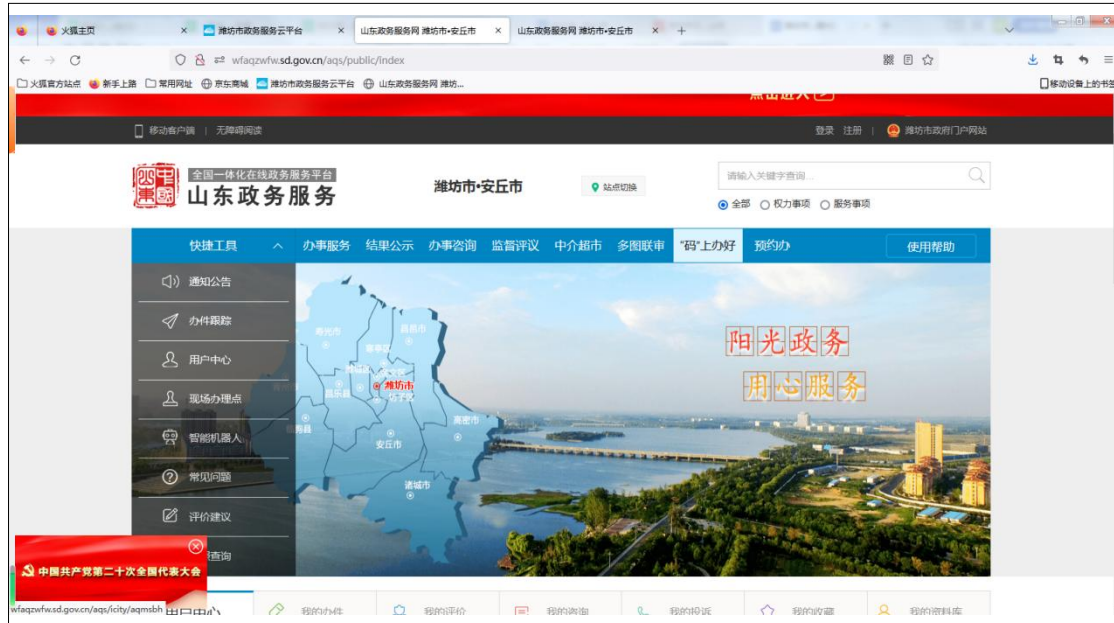 火狐主页
潍坊市政务服务云平台
山东政务服务网 潍坊市•安丘市
山东政务服务网 潍坊市•安丘市
wfaqzwfw.sd.gov.cn/aqs/public/index
火狐官方站点 新手上路 常用网址 京东商城 潍坊市政务服务云平台 山东政务服务网 潍坊... 移动设备上的书签
点击进入
移动客户端 | 无障碍阅读
登录 注册 | 潍坊市政府门户网站
全国一体化在线政务服务平台
山东政务服务
潍坊市•安丘市
站点切换
请输入关键字查询...
全部 权力事项 服务事项
快捷工具 办事服务 结果公示 办事咨询 监督评议 中介超市 多图联审 “码”上办好 预约办 使用帮助
通知公告
办件跟踪
用户中心
现场办理点
智能机器人
常见问题
评价建议
查询
寿光市
昌邑市
寒亭区
潍坊市
坊子区
昌乐县
高密市
安丘市
诸城市
阳光政务
用心服务
中国共产党第二十次全国代表大会
wfaqzwfw.sd.gov.cn/aqs/icity/aqmsbh
用户中心 我的办件 我的评价 我的咨询 我的投诉 我的收藏 我的资料库